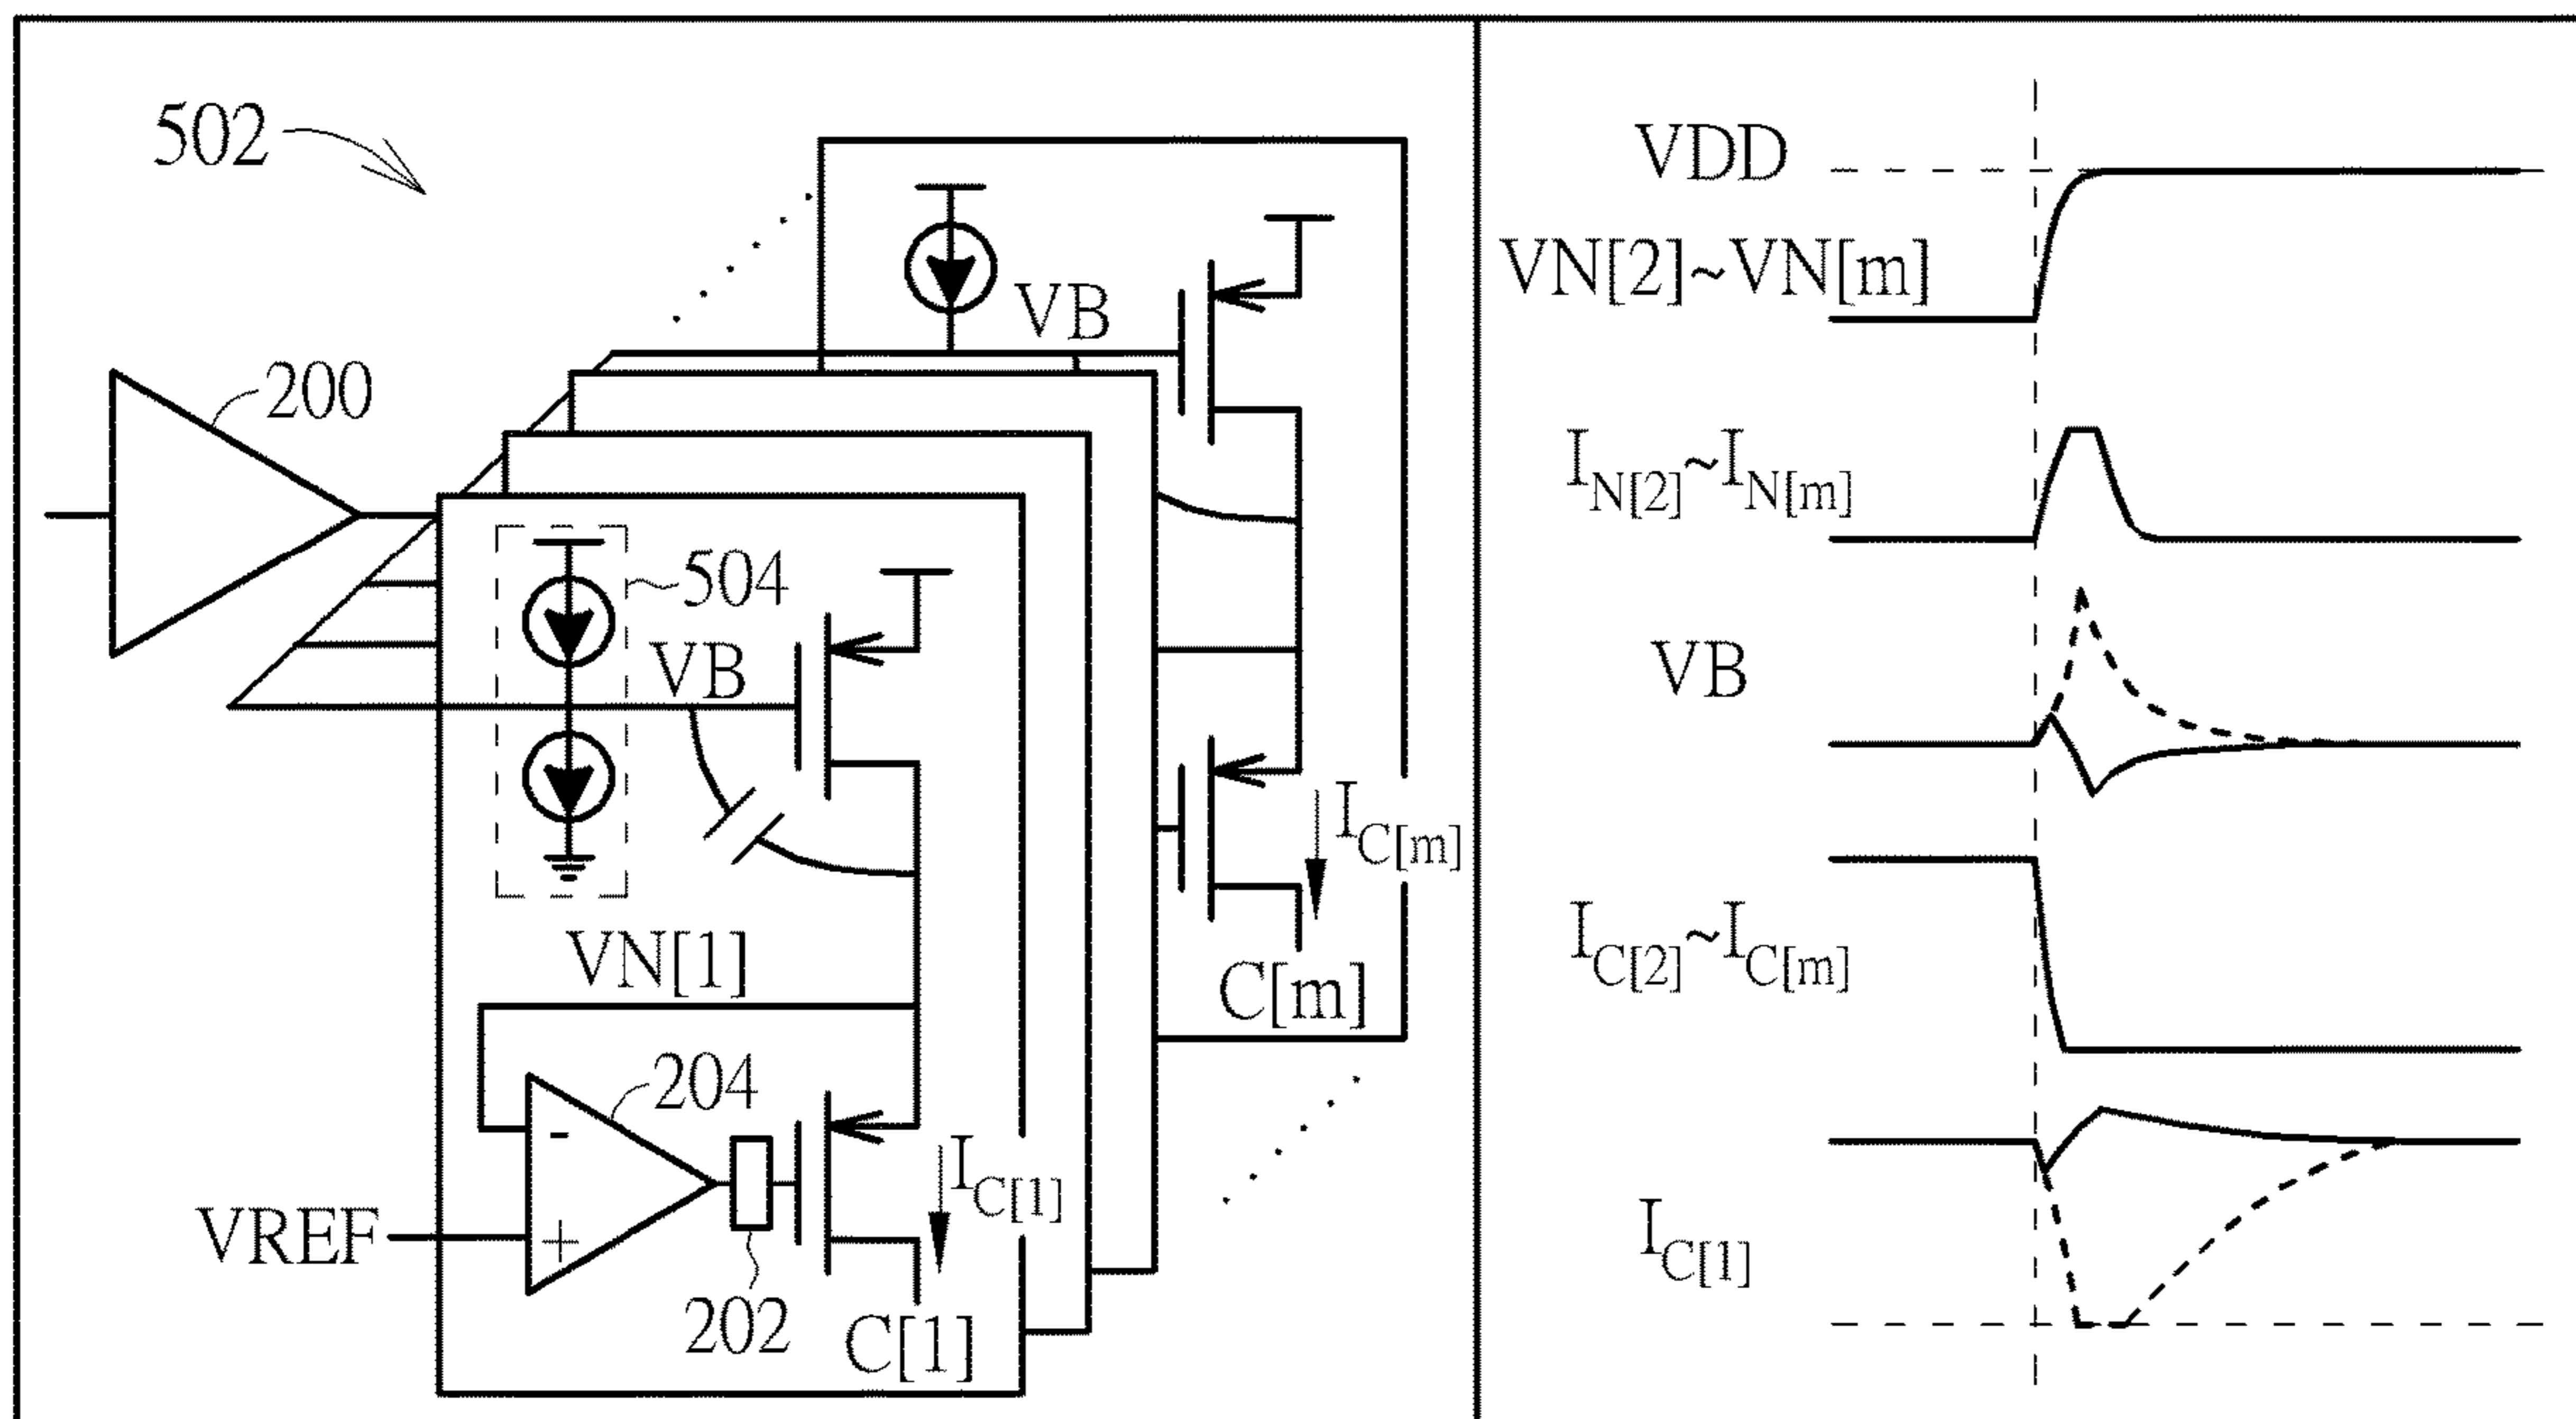 502
200
VB
504
VB
I_C[m]
C[m]
VN[1]
204
-
+
VREF
202
I_C[1]
C[1]
VDD
VN[2]~VN[m]
I_N[2]~I_N[m]
VB
I_C[2]~I_C[m]
I_C[1]